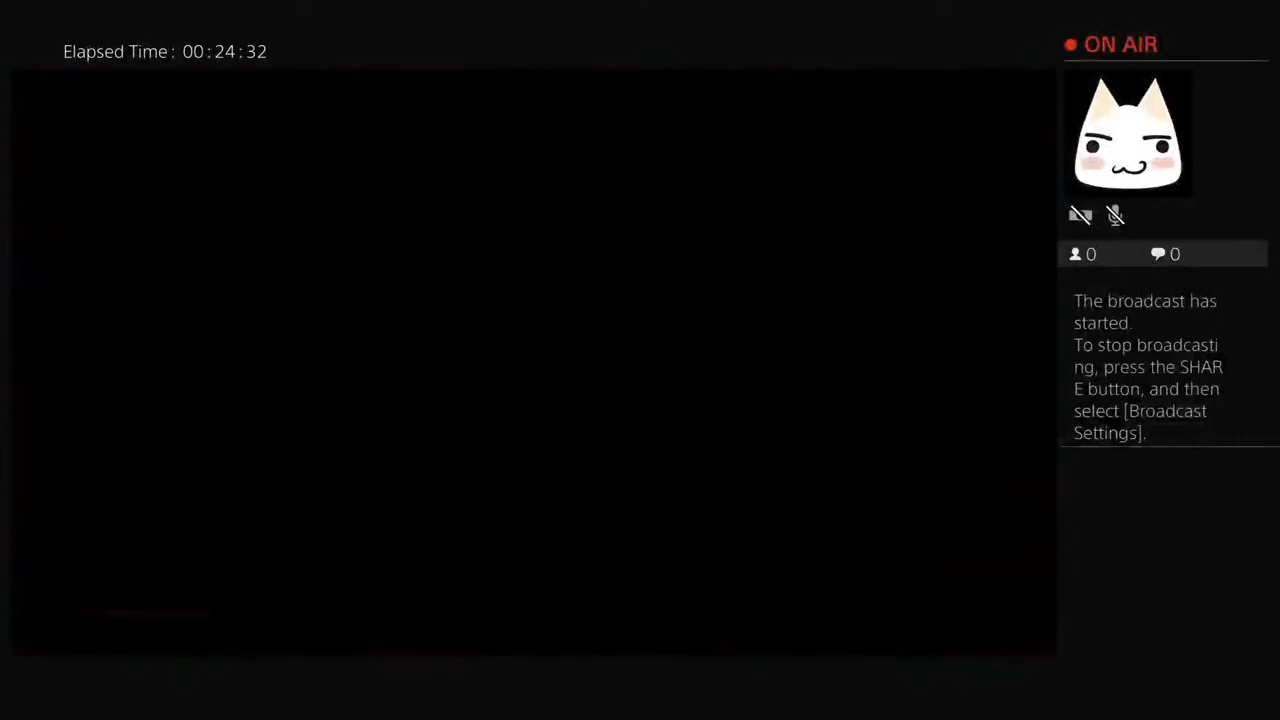 Elapsed Time: 00:24:32
ON AIR
0 0
The broadcast has
started.
To stop broadcasti
ng, press the SHAR
E button, and then
select [Broadcast
Settings].